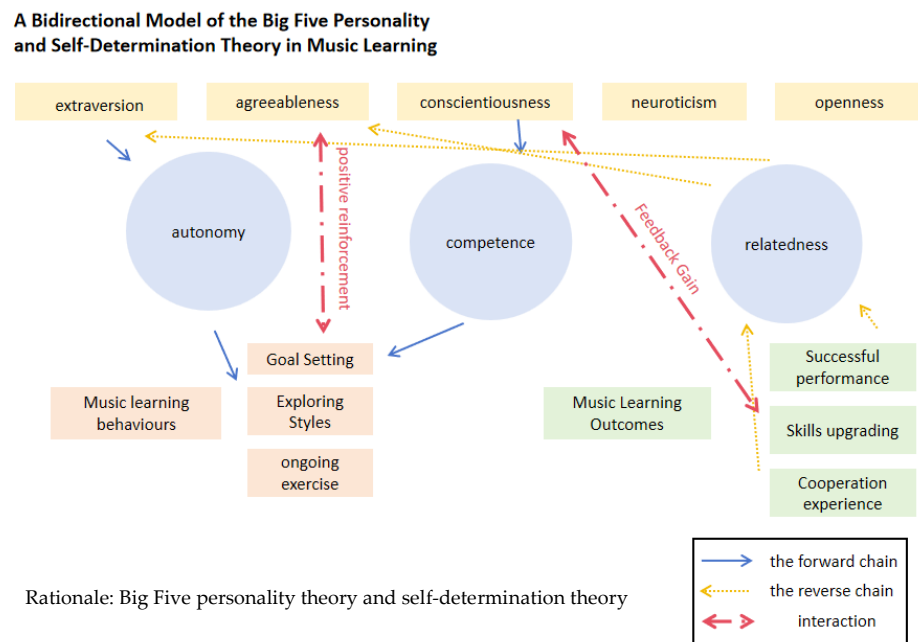 A Bidirectional Model of the Big Five Personality
and Self-Determination Theory in Music Learning
extraversion
agreeableness
conscientiousness
neuroticism
openness
autonomy
positive reinforcement
competence
Feedback Gain
relatedness
Goal Setting
Music learning
behaviours
Exploring
Styles
ongoing
exercise
Music Learning
Outcomes
Successful
performance
Skills upgrading
Cooperation
experience
the forward chain
the reverse chain
interaction
Rationale: Big Five personality theory and self-determination theory